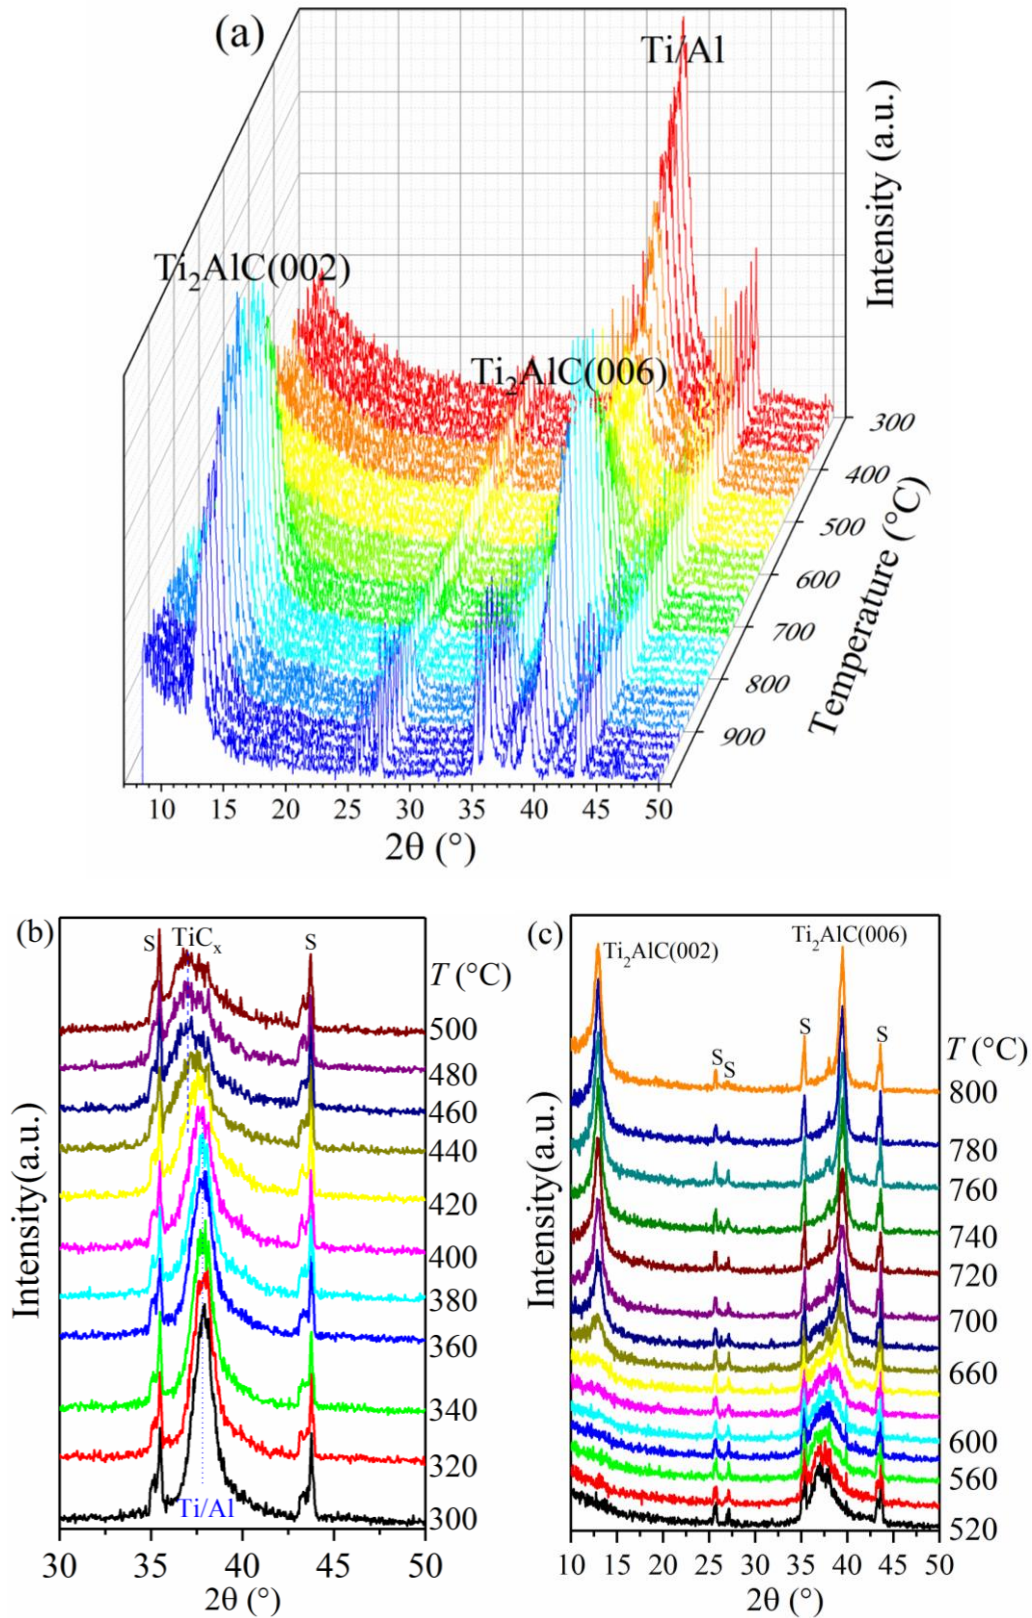 (a)
Ti/Al
Ti₂AlC(002)
Ti₂AlC(006)
Intensity (a.u.)
300
400
500
600
700
800
900
Temperature (°C)
10 15 20 25 30 35 40 45 50
2θ (°)
(b)
S TiCₓ S
T (°C)
500
480
460
440
420
400
380
360
340
320
300
Ti/Al
Intensity(a.u.)
30 35 40 45 50
2θ (°)
(c)
Ti₂AlC(002)
Ti₂AlC(006)
S S S S
T (°C)
800
780
760
740
720
700
660
600
560
520
Intensity(a.u.)
10 15 20 25 30 35 40 45 50
2θ (°)